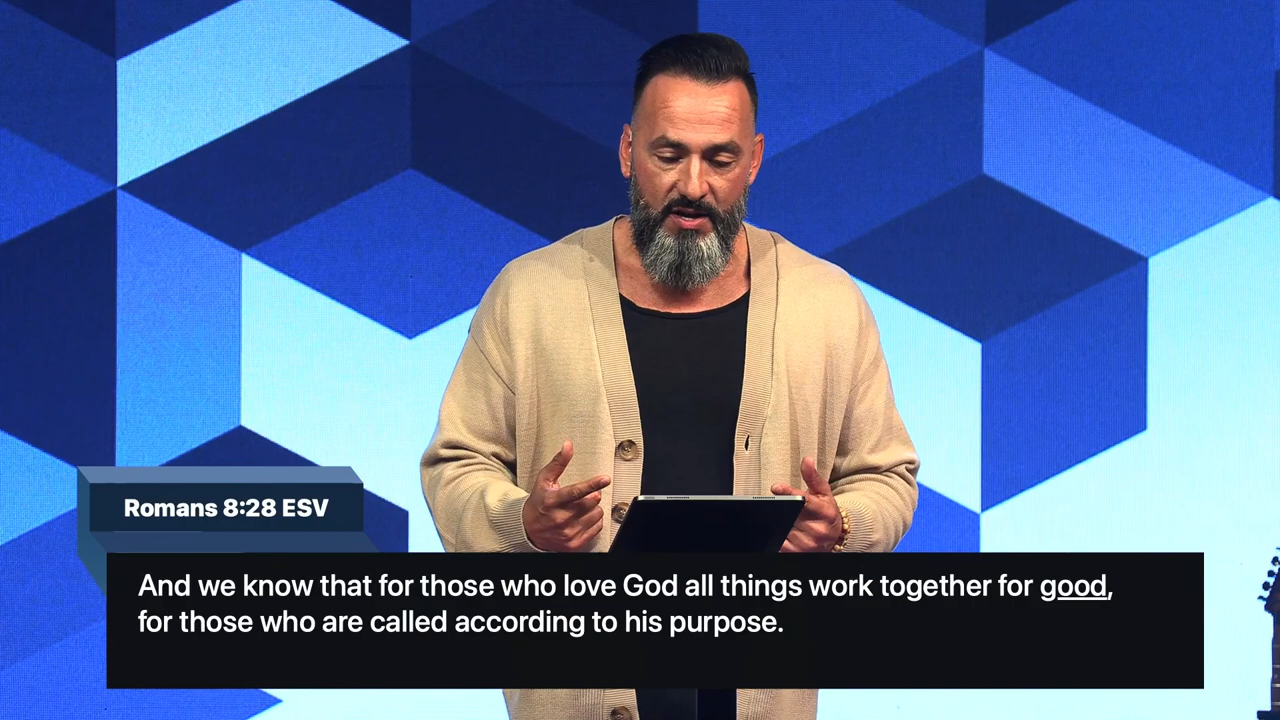 Romans 8:28 ESV
And we know that for those who love God all things work together for good,
for those who are called according to his purpose.